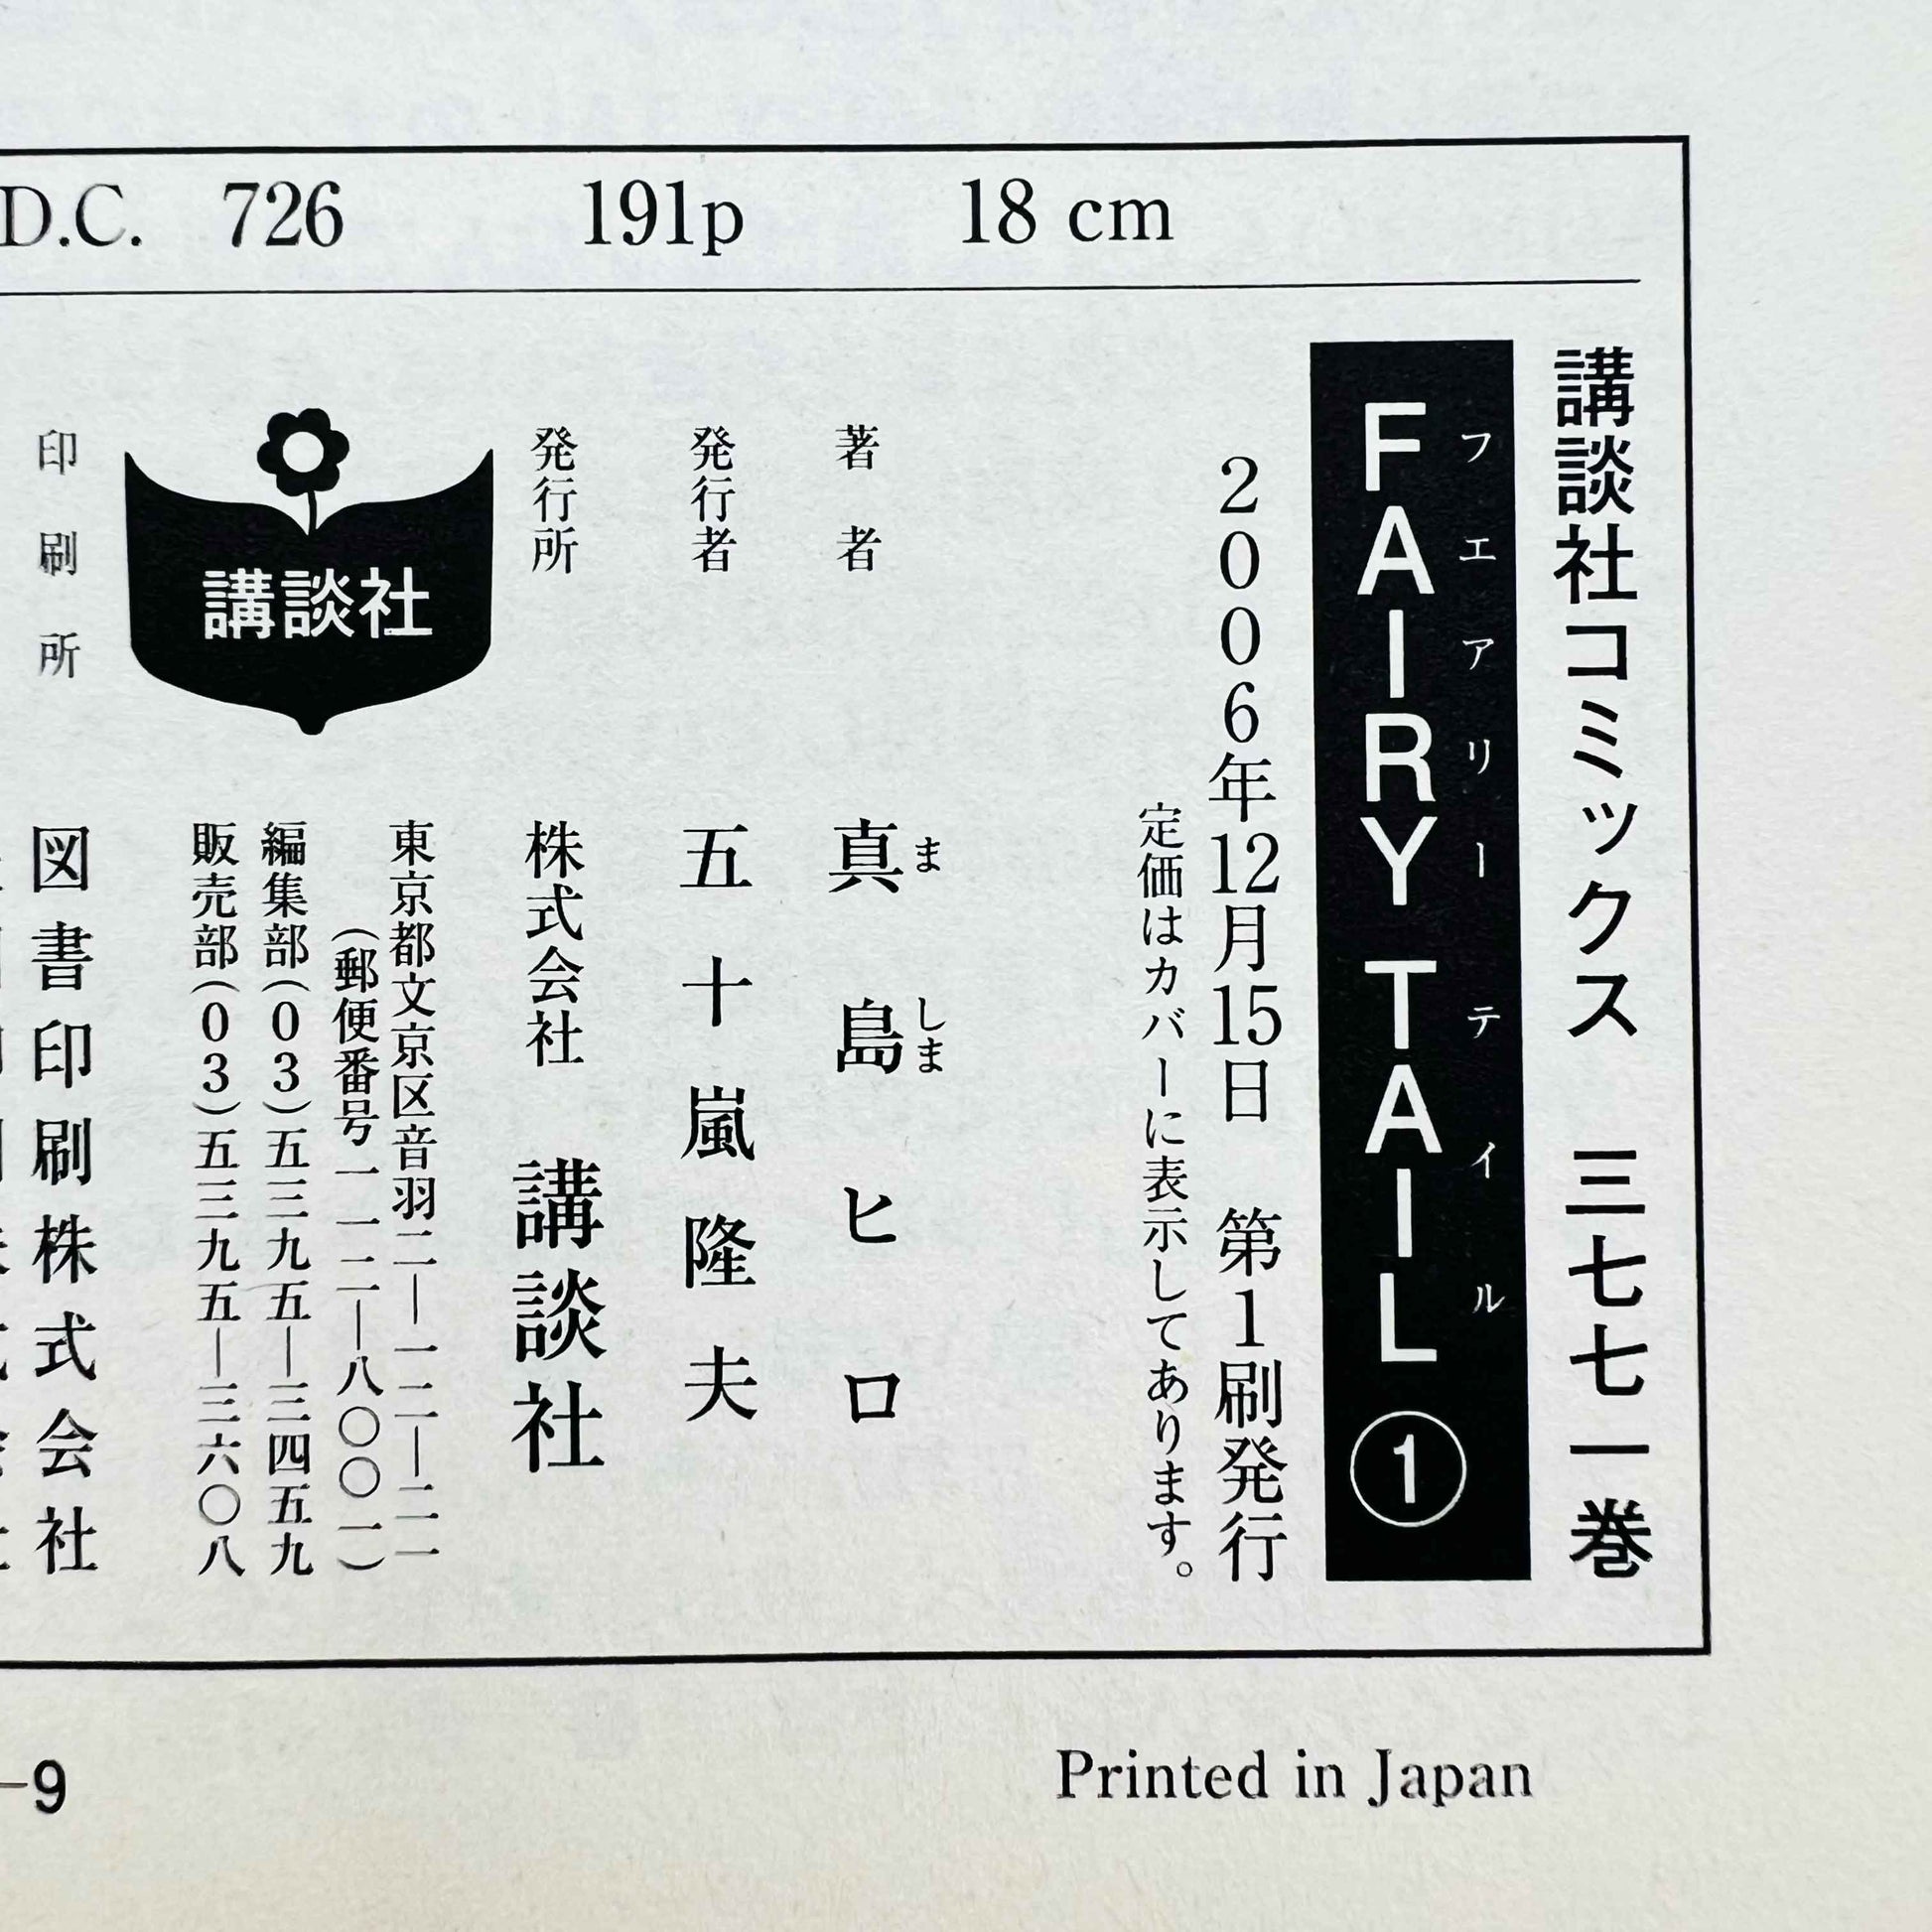 D.C. 726 191p 18 cm
講談社コミックス 三七七一巻
フエアリーテイル
FAIRY TAIL ①
2006年12月15日 第1刷発行
定価はカバーに表示してあります。
著者 真島ヒロ
ましま
発行者 五十嵐隆夫
発行所 株式会社 講談社
東京都文京区音羽二―一二―二一
(郵便番号一一二―八〇〇一)
編集部(03)五三九五―三四五九
販売部(03)五三九五―三六〇八
講談社
印刷所 図書印刷株式会社
―9
Printed in Japan